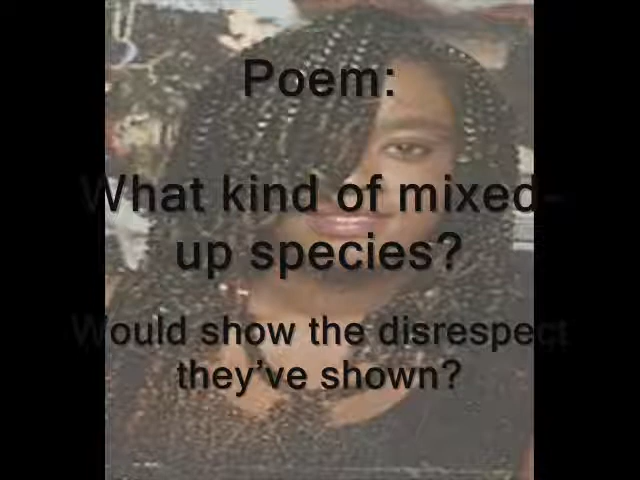 Poem:
What kind of mixed-
up species?
Would show the disrespect
they've shown?